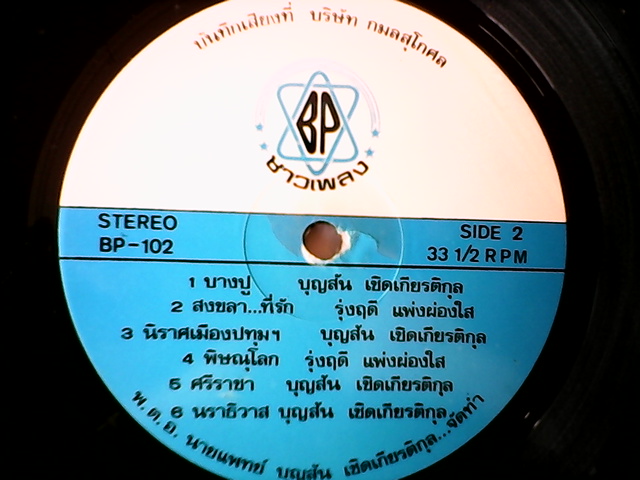 บันทึกเสียงที่ บริษัท กมลสุโกศล
BP
ชาวเพลง
STEREO
BP-102
SIDE 2
33 1/2 RPM
1 บางปู บุญส้น เชิดเกียรติกุล
2 สงขลา...ที่รัก รุ่งฤดี แพ่งผ่องใส
3 นิราศเมืองปทุมฯ บุญส้น เชิดเกียรติกุล
4 พิษณุโลก รุ่งฤดี แพ่งผ่องใส
5 ศรีราชา บุญส้น เชิดเกียรติกุล
6 นราธิวาส บุญส้น เชิดเกียรติกุล
พ.ต.อ. นายแพทย์ บุญส้น เชิดเกียรติกุล...จัดทำ